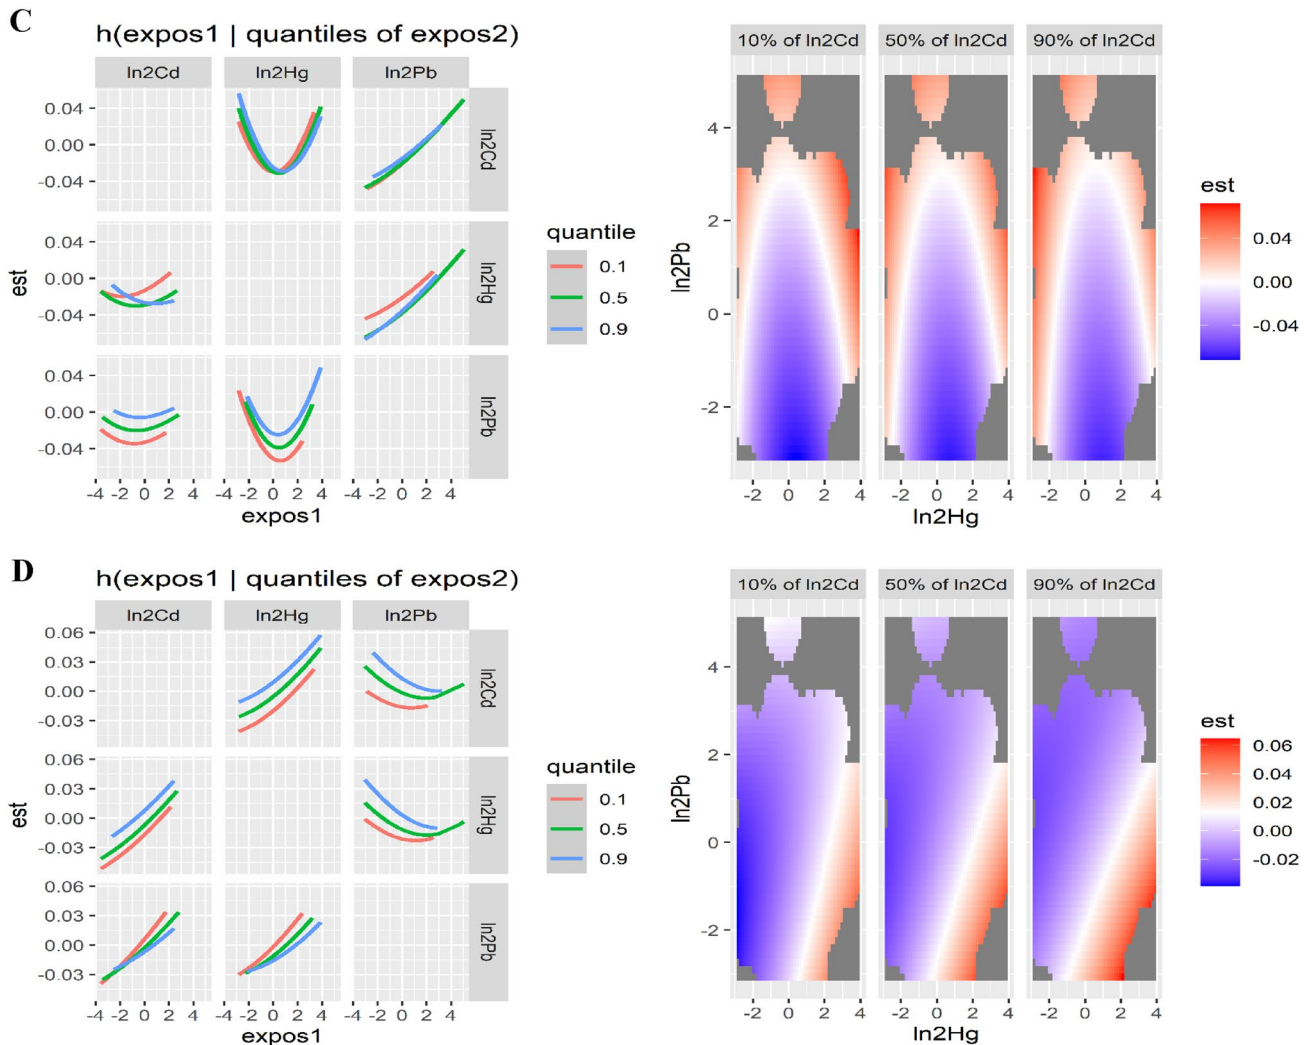 C
h(expos1 | quantiles of expos2)
ln2Cd ln2Hg ln2Pb
0.04
0.00
-0.04
ln2Cd
0.04
0.00
-0.04
ln2Hg
0.04
0.00
-0.04
ln2Pb
est
-4 -2 0 2 4 -4 -2 0 2 4 -4 -2 0 2 4
expos1
quantile
0.1
0.5
0.9
10% of ln2Cd 50% of ln2Cd 90% of ln2Cd
4
2
0
-2
ln2Pb
-2 0 2 4 -2 0 2 4 -2 0 2 4
ln2Hg
est
0.04
0.00
-0.04
D
h(expos1 | quantiles of expos2)
ln2Cd ln2Hg ln2Pb
0.06
0.03
0.00
-0.03
ln2Cd
0.06
0.03
0.00
-0.03
ln2Hg
0.06
0.03
0.00
-0.03
ln2Pb
est
-4 -2 0 2 4 -4 -2 0 2 4 -4 -2 0 2 4
expos1
quantile
0.1
0.5
0.9
10% of ln2Cd 50% of ln2Cd 90% of ln2Cd
4
2
0
-2
ln2Pb
-2 0 2 4 -2 0 2 4 -2 0 2 4
ln2Hg
est
0.06
0.04
0.02
0.00
-0.02